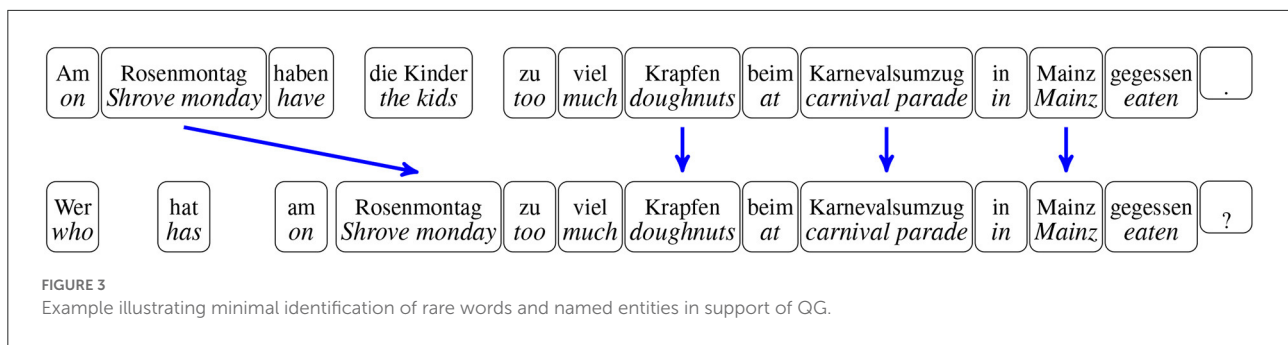 Am Rosenmontag haben die Kinder zu viel Krapfen beim Karnevalsumzug in Mainz gegessen .
on Shrove monday have the kids too much doughnuts at carnival parade in Mainz eaten
Wer hat am Rosenmontag zu viel Krapfen beim Karnevalsumzug in Mainz gegessen ?
who has on Shrove monday too much doughnuts at carnival parade in Mainz eaten
FIGURE 3
Example illustrating minimal identification of rare words and named entities in support of QG.